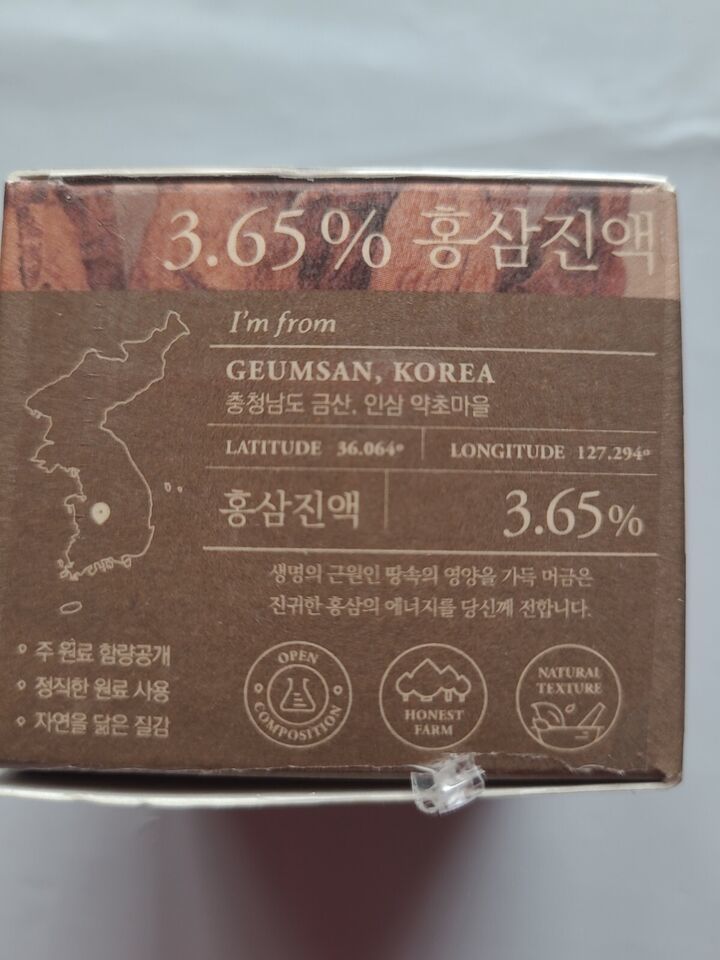 3.65% 홍삼진액
I'm from
GEUMSAN, KOREA
충청남도 금산, 인삼 약초마을
LATITUDE 36.064°
LONGITUDE 127.294°
홍삼진액
3.65%
생명의 근원인 땅속의 영양을 가득 머금은
진귀한 홍삼의 에너지를 당신께 전합니다.
주 원료 함량공개
정직한 원료 사용
자연을 닮은 질감
OPEN
COMPOSITION
HONEST
FARM
NATURAL
TEXTURE